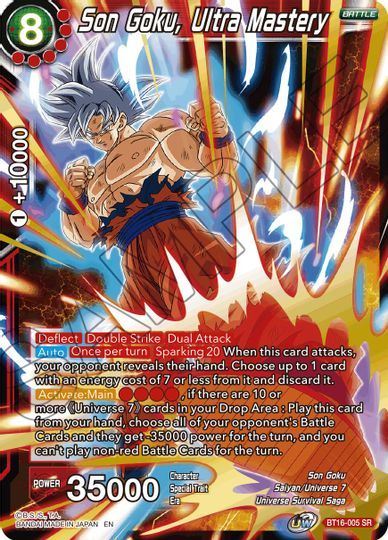 8
Son Goku, Ultra Mastery
BATTLE
1 +10000
SAMPLE
Deflect Double Strike Dual Attack
Auto Once per turn Sparking 20 When this card attacks,
your opponent reveals their hand. Choose up to 1 card
with an energy cost of 7 or less from it and discard it.
Activate:Main , if there are 10 or
more 《Universe 7》 cards in your Drop Area : Play this card
from your hand, choose all of your opponent's Battle
Cards and they get -35000 power for the turn, and you
can't play non-red Battle Cards for the turn.
POWER 35000
Character Son Goku
Special Trait Saiyan/Universe 7
Era Universe Survival Saga
©B.S./S., T.A.
BANDAI MADE IN JAPAN EN
UW
BT16-005 SR